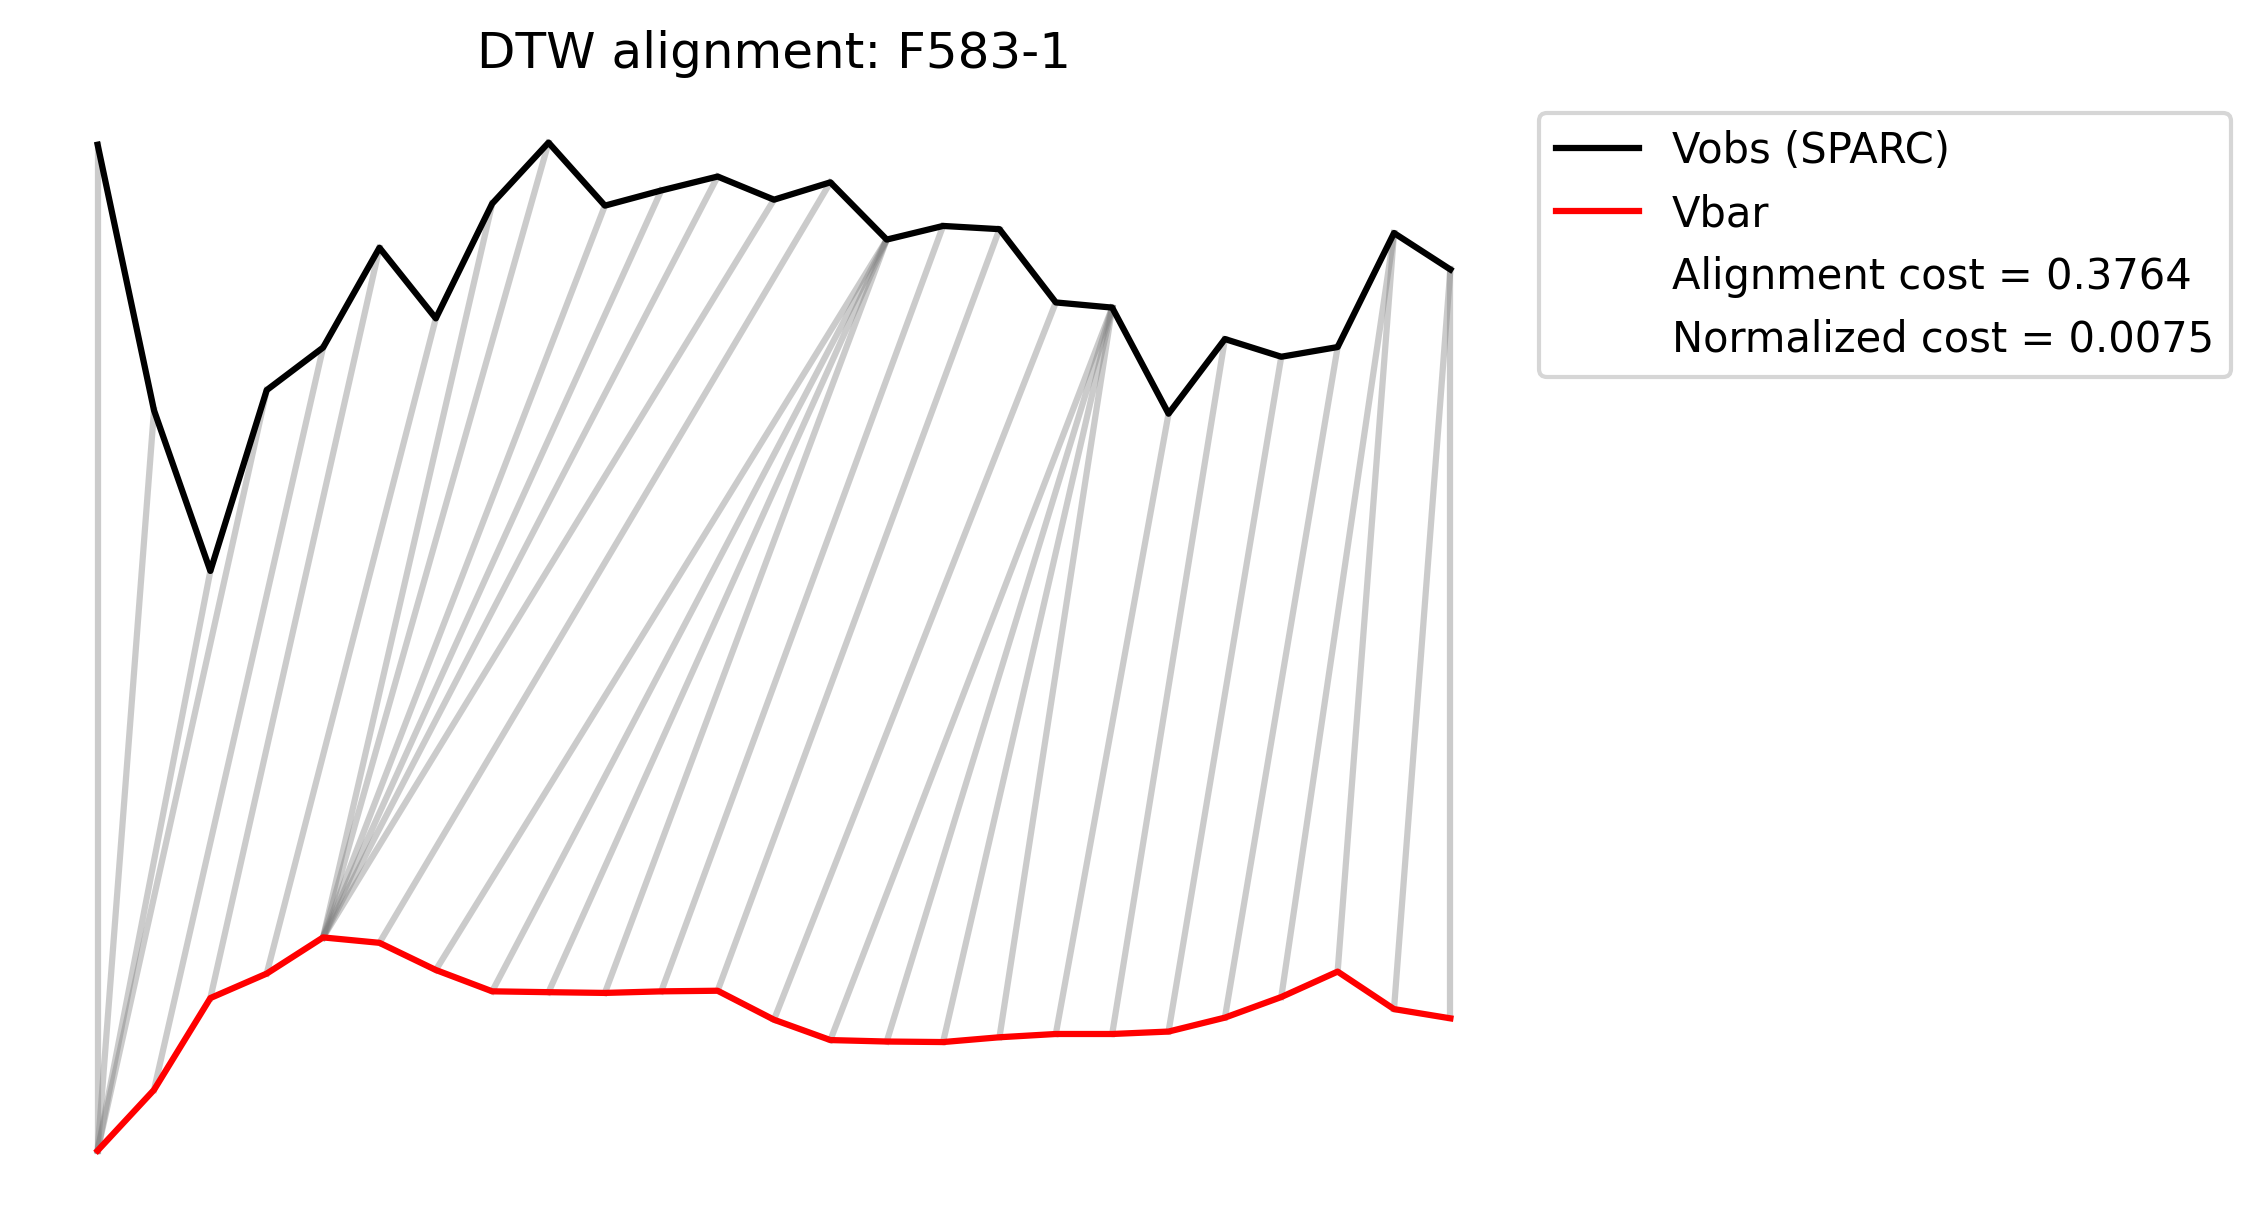 DTW alignment: F583-1
Vobs (SPARC)
Vbar
Alignment cost = 0.3764
Normalized cost = 0.0075